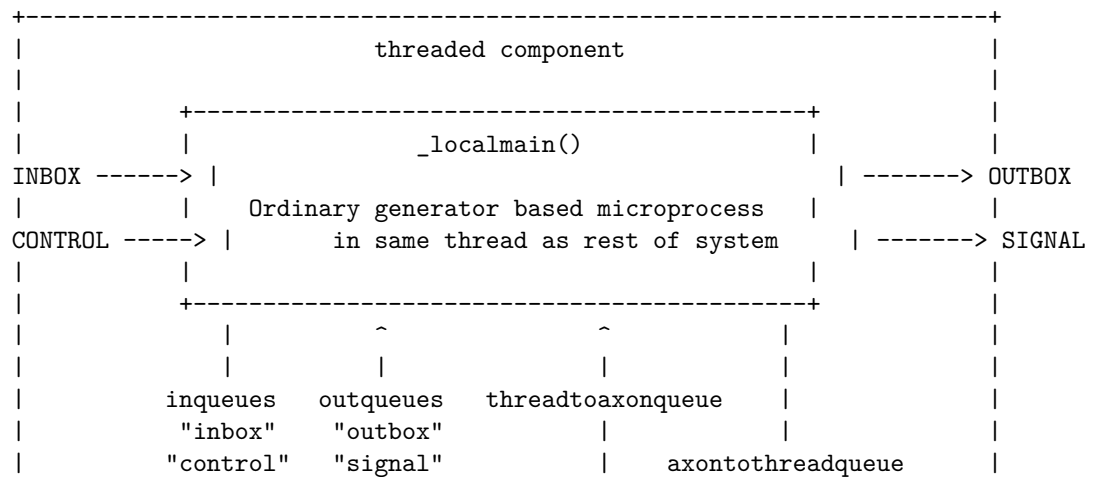 +---------------------------------------------------------------------+
|                         threaded component                          |
|                                                                     |
|            +--------------------------------------------+            |
|            |                _localmain()                |            |
INBOX ------> |                                            | -------> OUTBOX
|            |    Ordinary generator based microprocess   |            |
CONTROL -----> |       in same thread as rest of system     | -------> SIGNAL
|            |                                            |            |
|            +--------------------------------------------+            |
|               |          ^               ^            |              |
|               |          |               |            |              |
|           inqueues   outqueues   threadtoaxonqueue    |              |
|            "inbox"    "outbox"           |            |              |
|           "control"   "signal"           |    axontothreadqueue      |